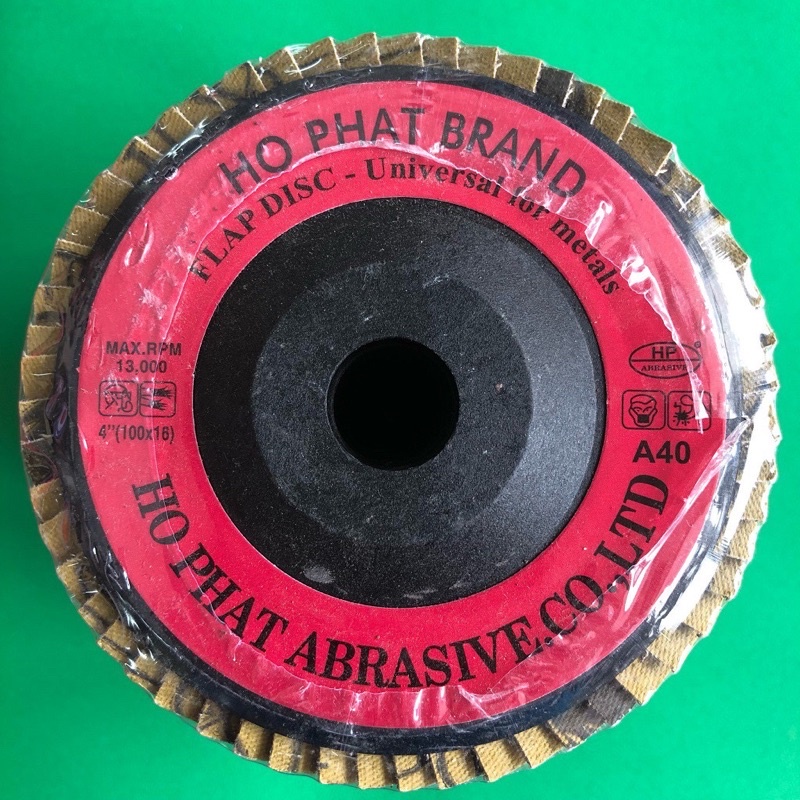 HO PHAT BRAND
FLAP DISC - Universal for metals
MAX.RPM
13.000
4"(100x16)
HP
ABRASIVE
A40
HO PHAT ABRASIVE.CO.,LTD